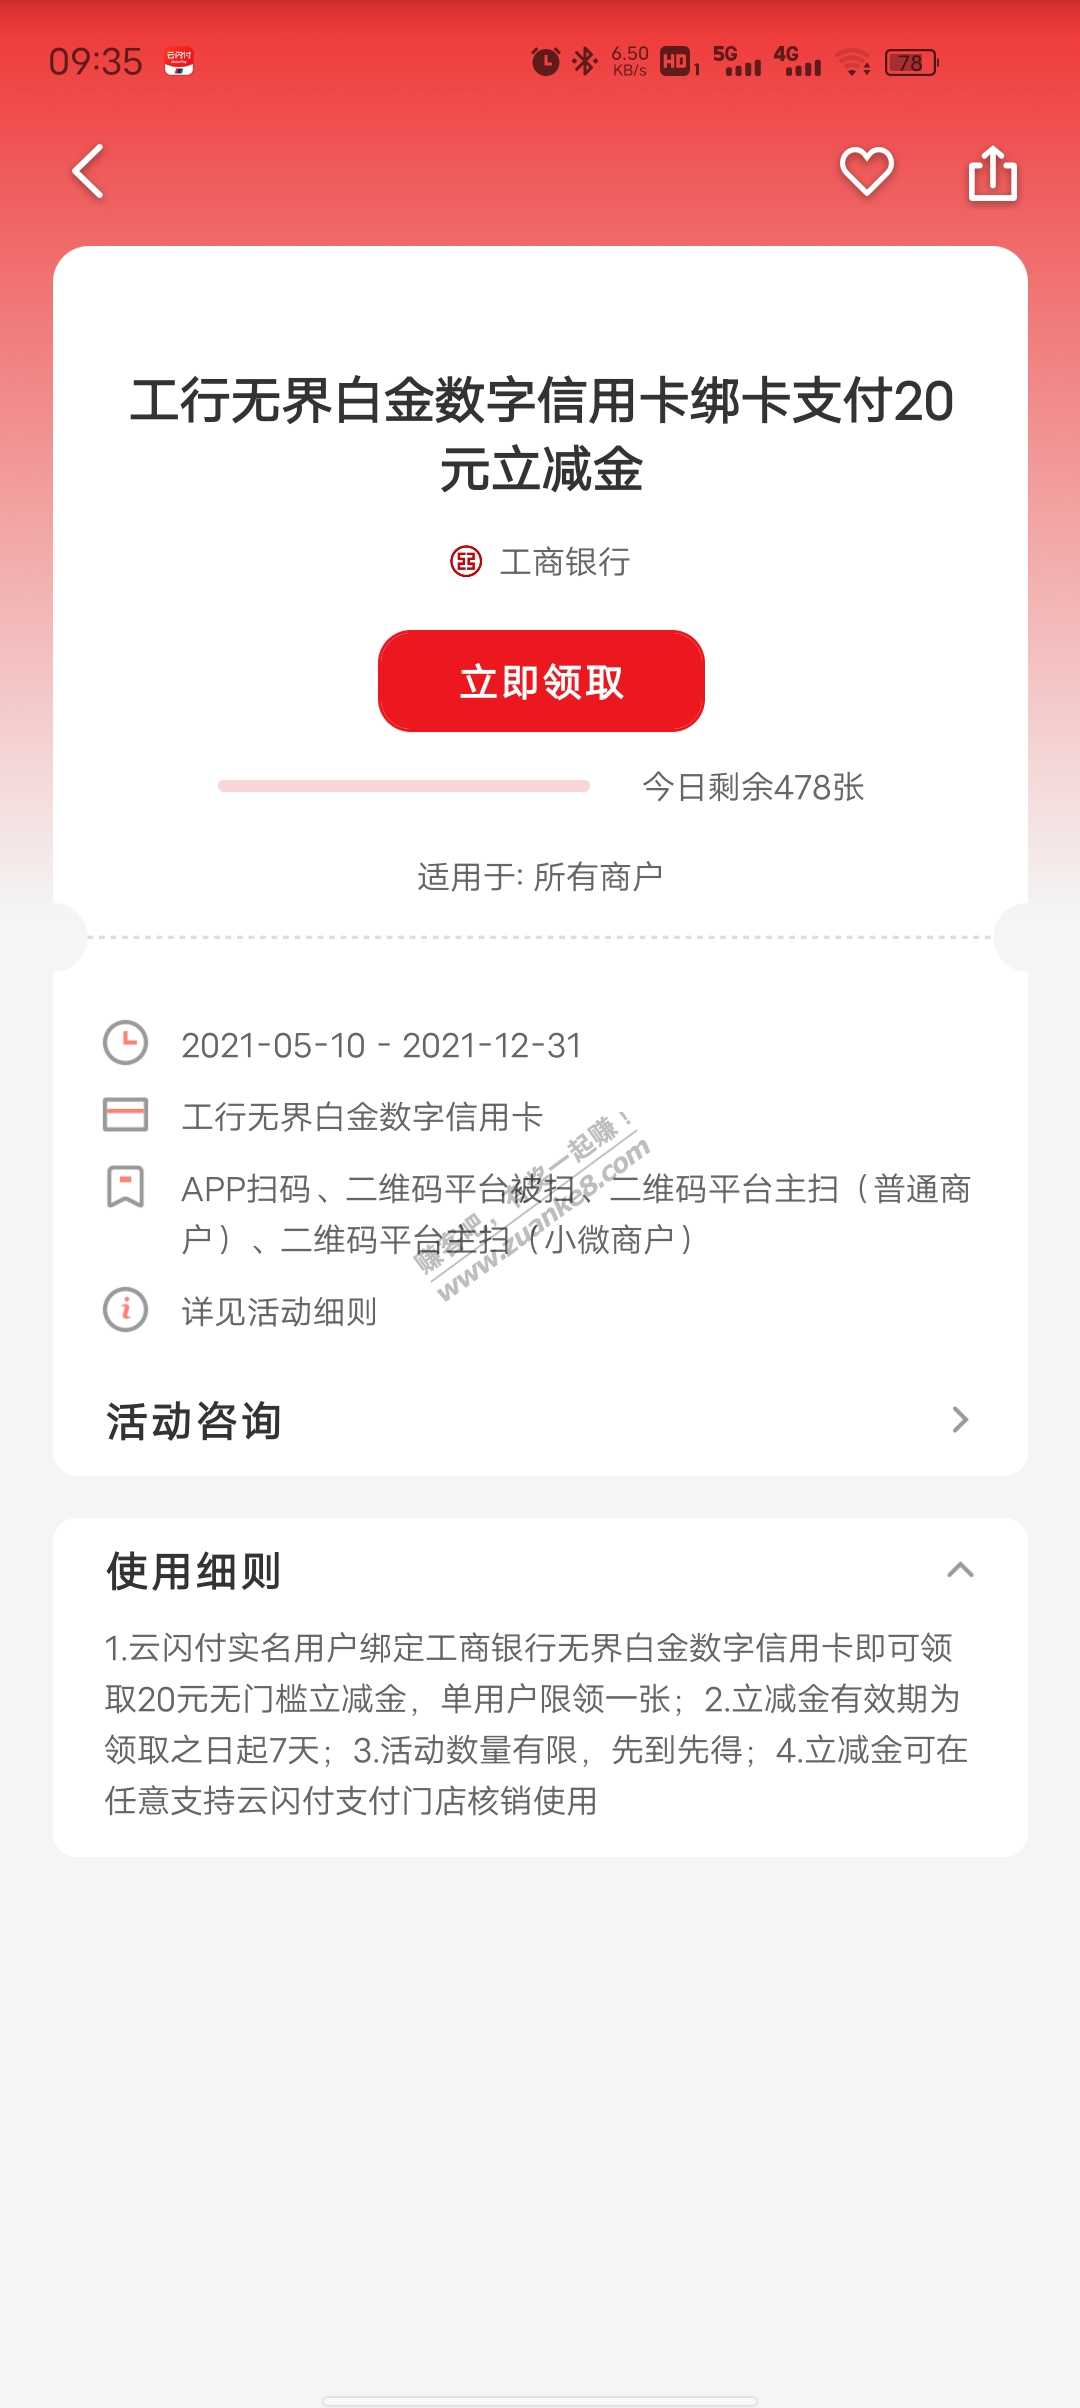 09:35
云闪付
6.50
KB/s
HD 1
5G
4G
78
工行无界白金数字信用卡绑卡支付20
元立减金
工商银行
立即领取
今日剩余478张
适用于: 所有商户
2021-05-10 - 2021-12-31
工行无界白金数字信用卡
APP扫码、二维码平台被扫、二维码平台主扫（普通商
户）、二维码平台主扫（小微商户）
赚客吧，有奖一起赚！
www.zuanke8.com
详见活动细则
活动咨询
使用细则
1.云闪付实名用户绑定工商银行无界白金数字信用卡即可领
取20元无门槛立减金，单用户限领一张；2.立减金有效期为
领取之日起7天；3.活动数量有限，先到先得；4.立减金可在
任意支持云闪付支付门店核销使用